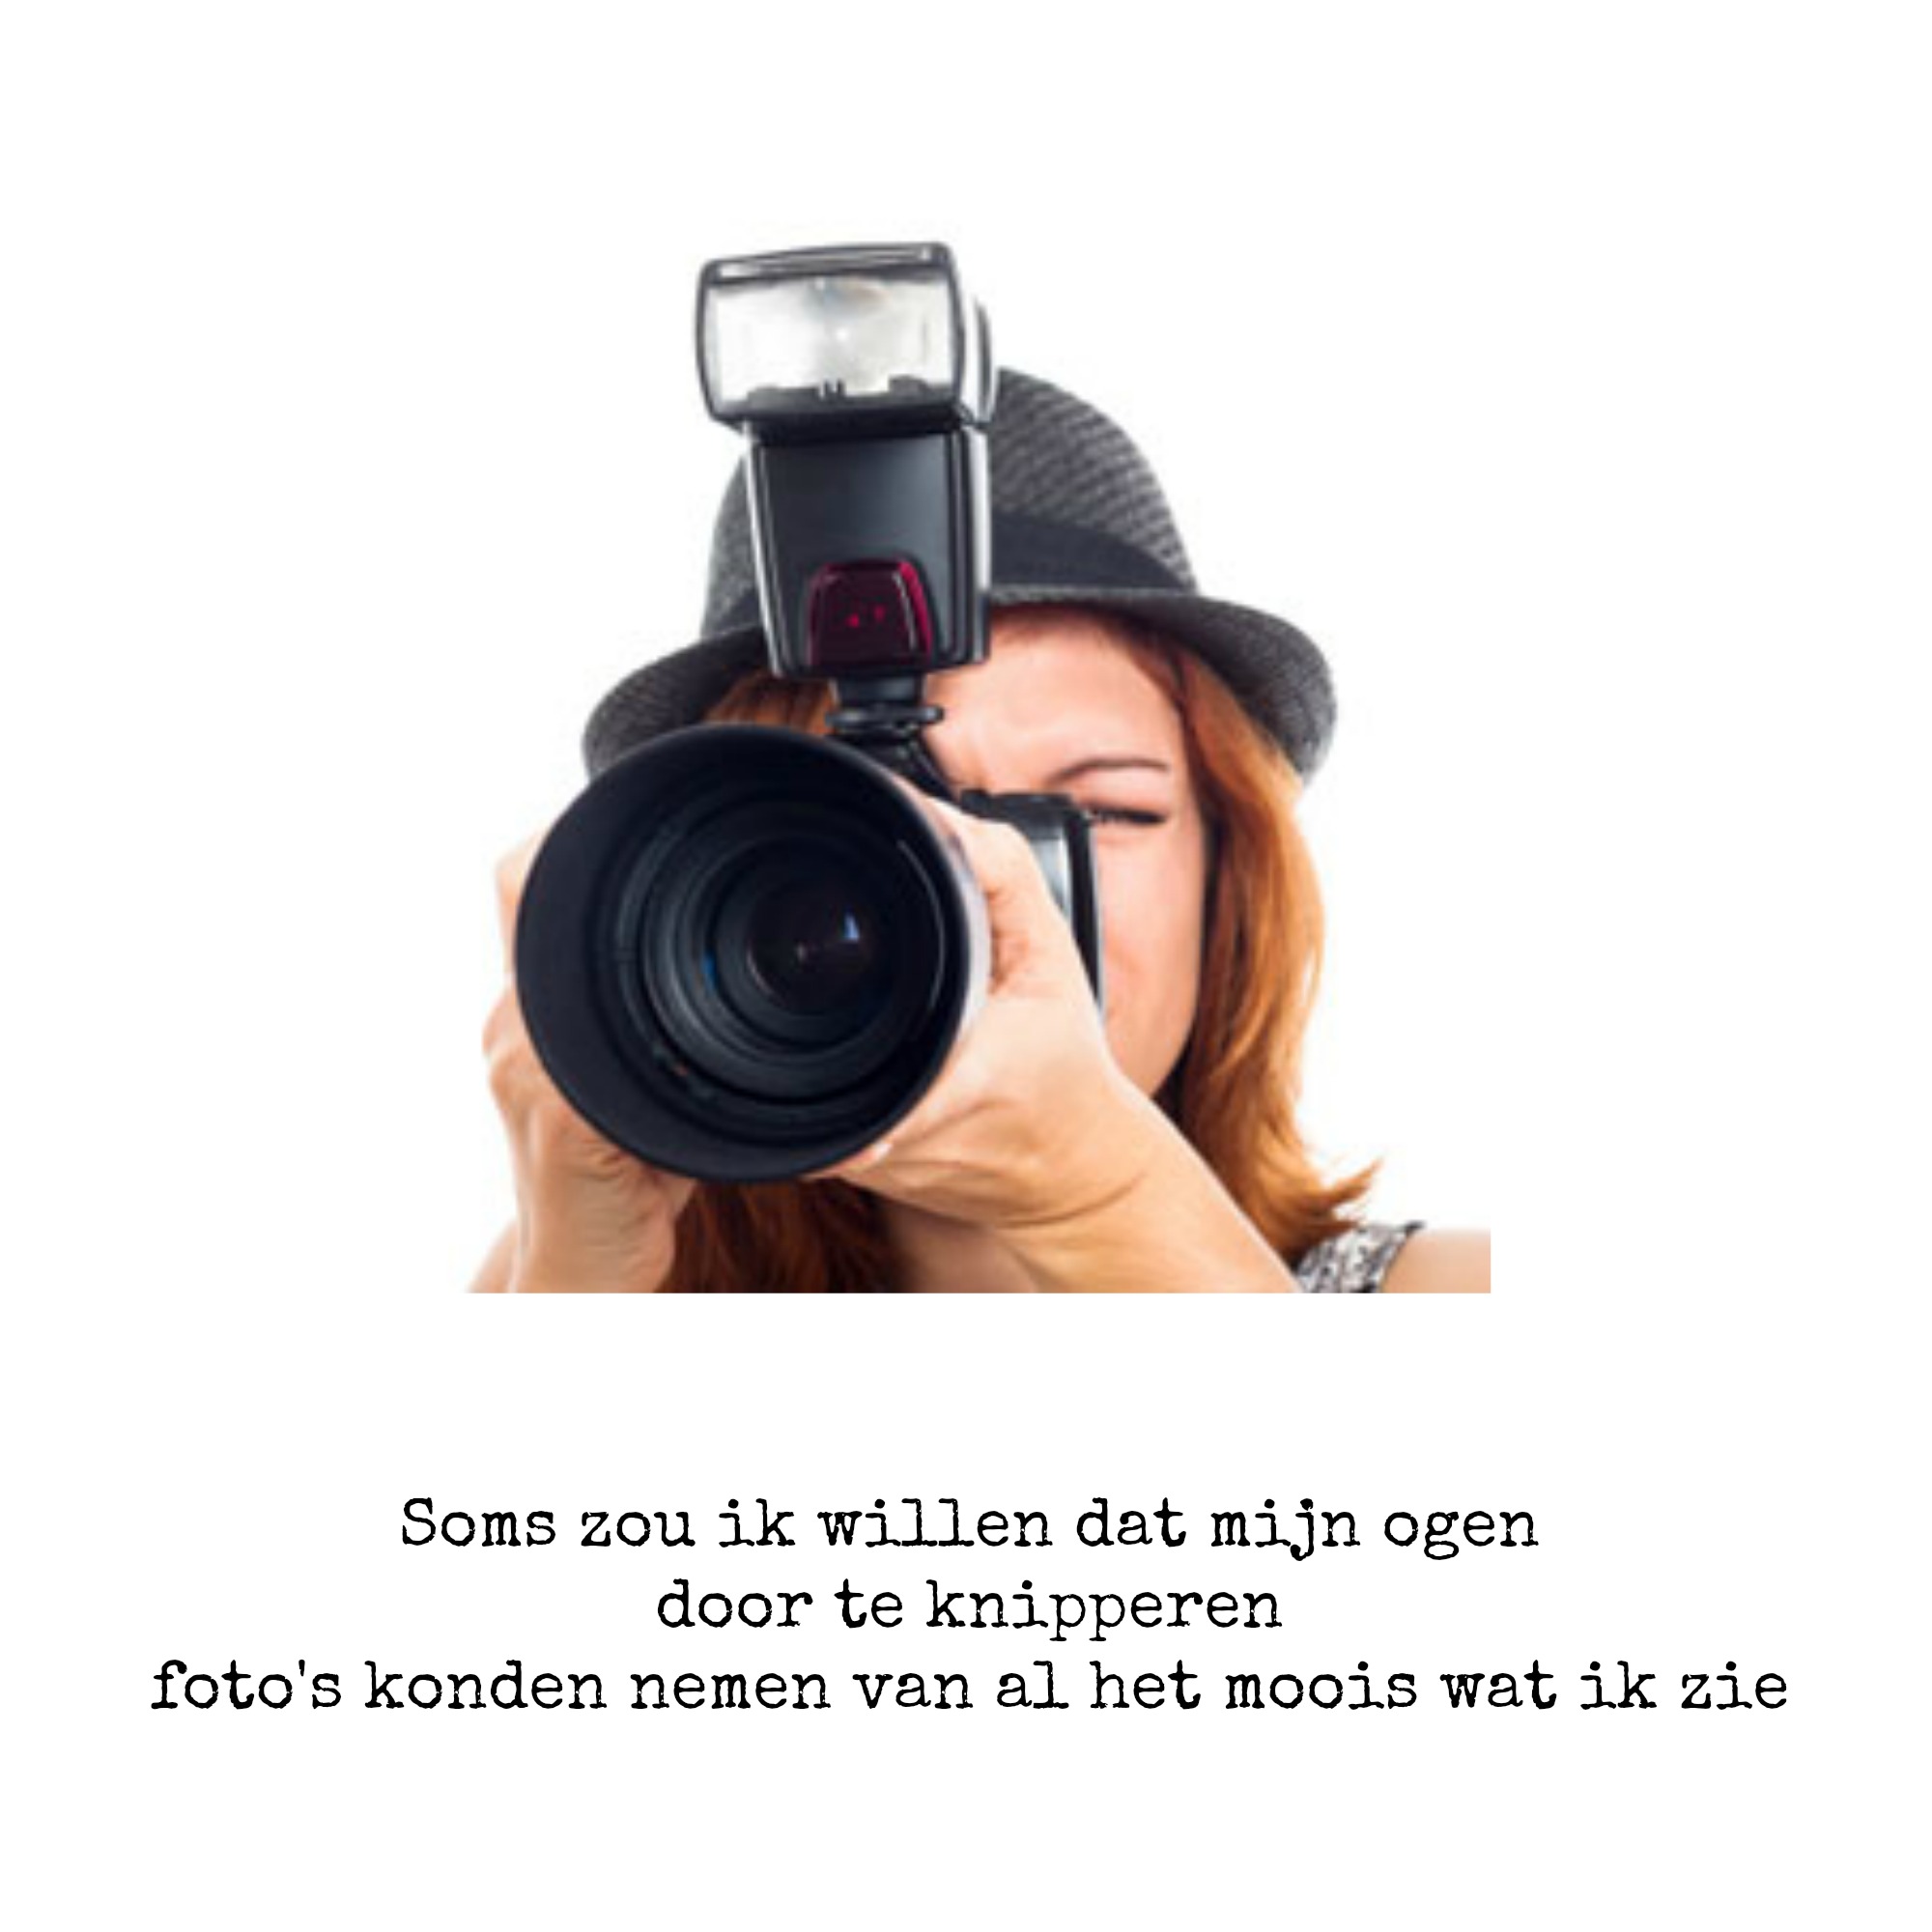 Soms zou ik willen dat mijn ogen
door te knipperen
foto's konden nemen van al het moois wat ik zie